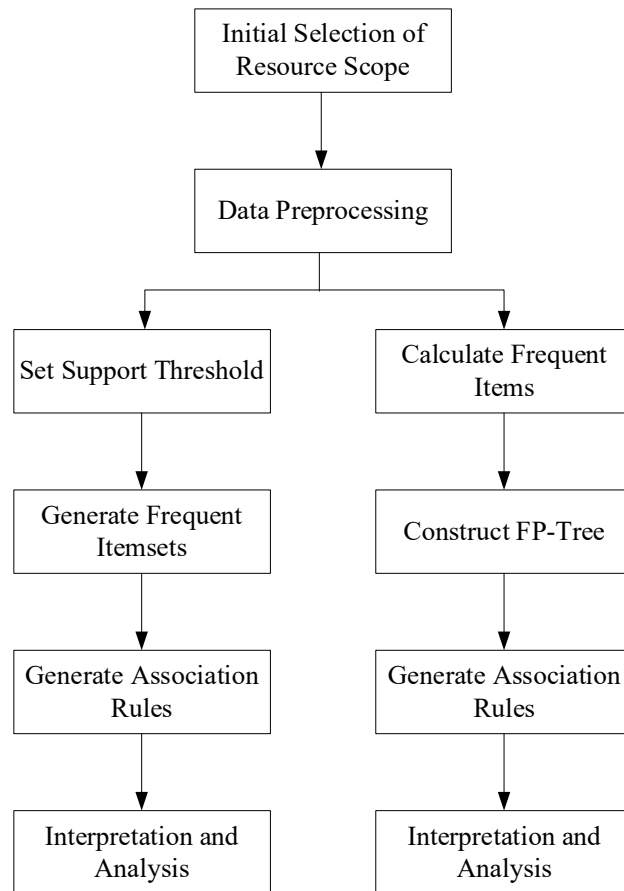 Initial Selection of
Resource Scope
Data Preprocessing
Set Support Threshold
Calculate Frequent
Items
Generate Frequent
Itemsets
Construct FP-Tree
Generate Association
Rules
Generate Association
Rules
Interpretation and
Analysis
Interpretation and
Analysis